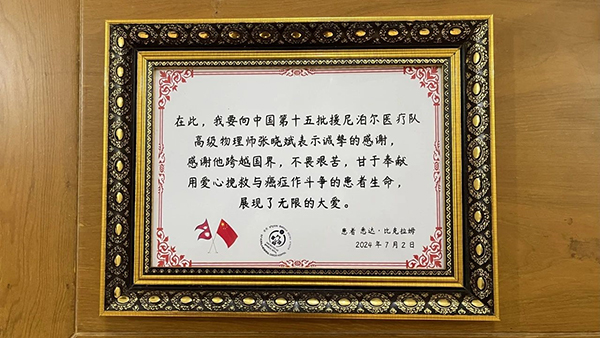 在此，我要向中国第十五批援尼泊尔医疗队
高级物理师张晓斌表示诚挚的感谢，
感谢他跨越国界，不畏艰苦，甘于奉献
用爱心挽救与癌症作斗争的患者生命，
展现了无限的大爱。
患者 悉达·比克拉姆
2024 年 7 月 2 日